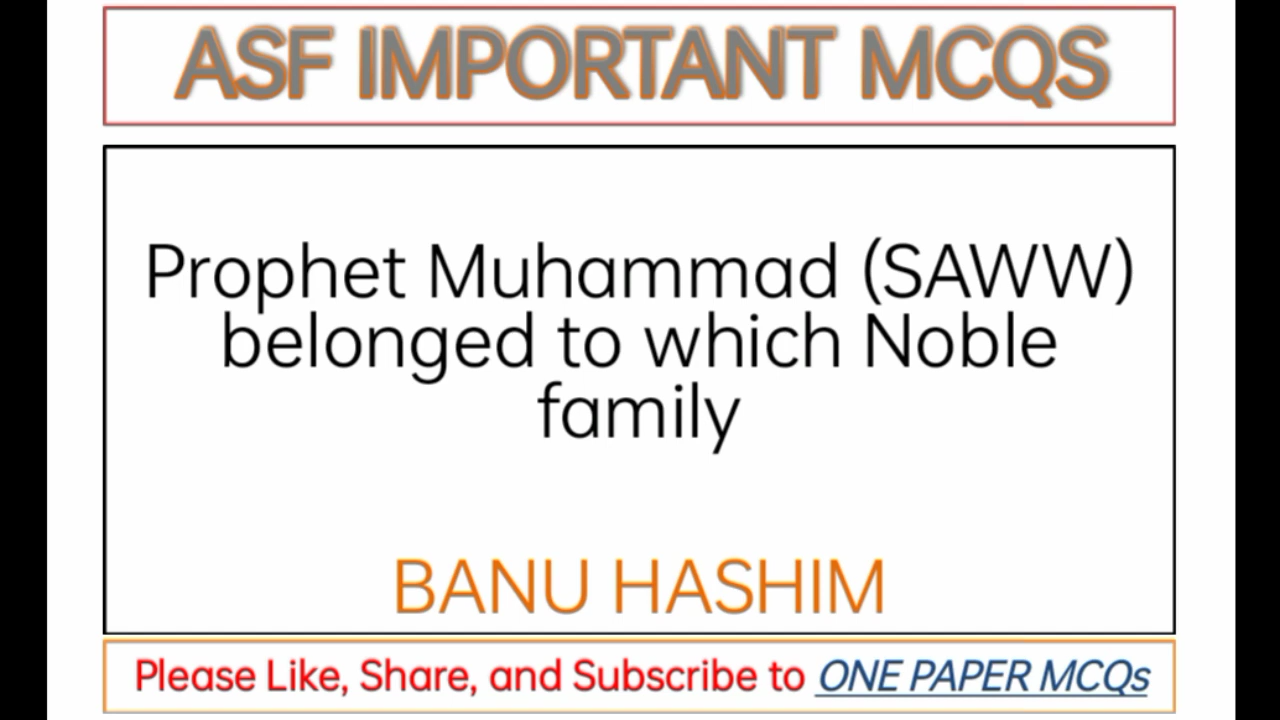 ASF IMPORTANT MCQS
Prophet Muhammad (SAWW)
belonged to which Noble
family
BANU HASHIM
Please Like, Share, and Subscribe to ONE PAPER MCQs